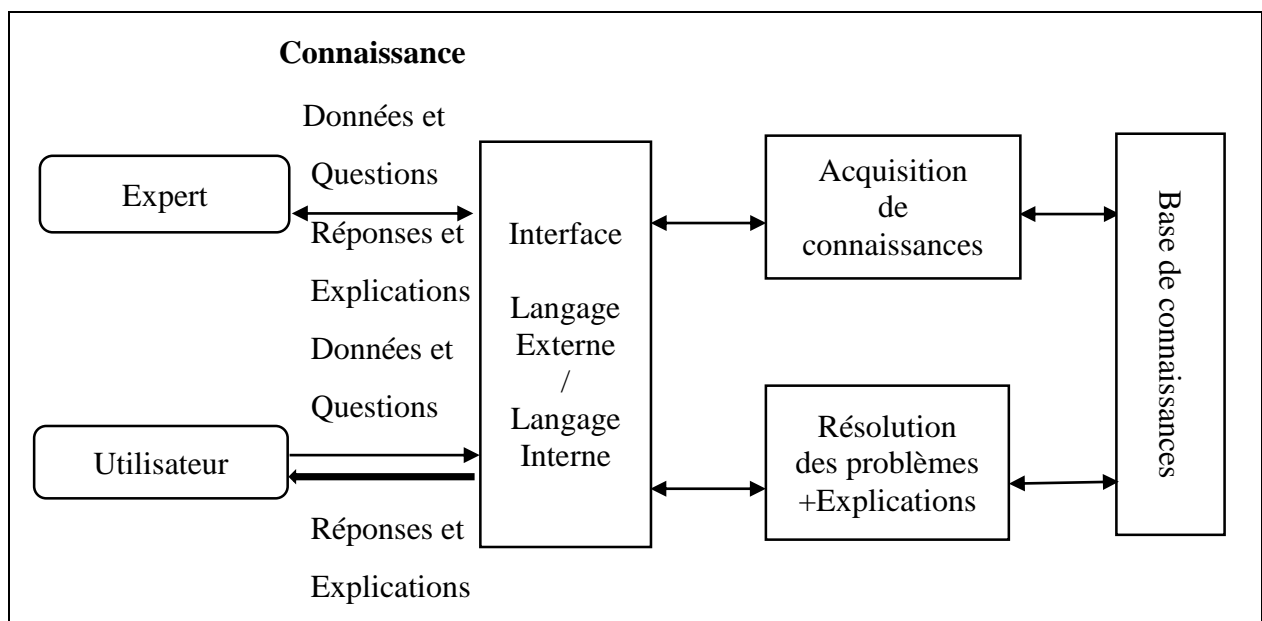 Connaissance
Données et
Questions
Expert
Réponses et
Explications
Données et
Questions
Utilisateur
Réponses et
Explications
Interface
Langage
Externe
/
Langage
Interne
Acquisition
de
connaissances
Résolution
des problèmes
+Explications
Base de connaissances